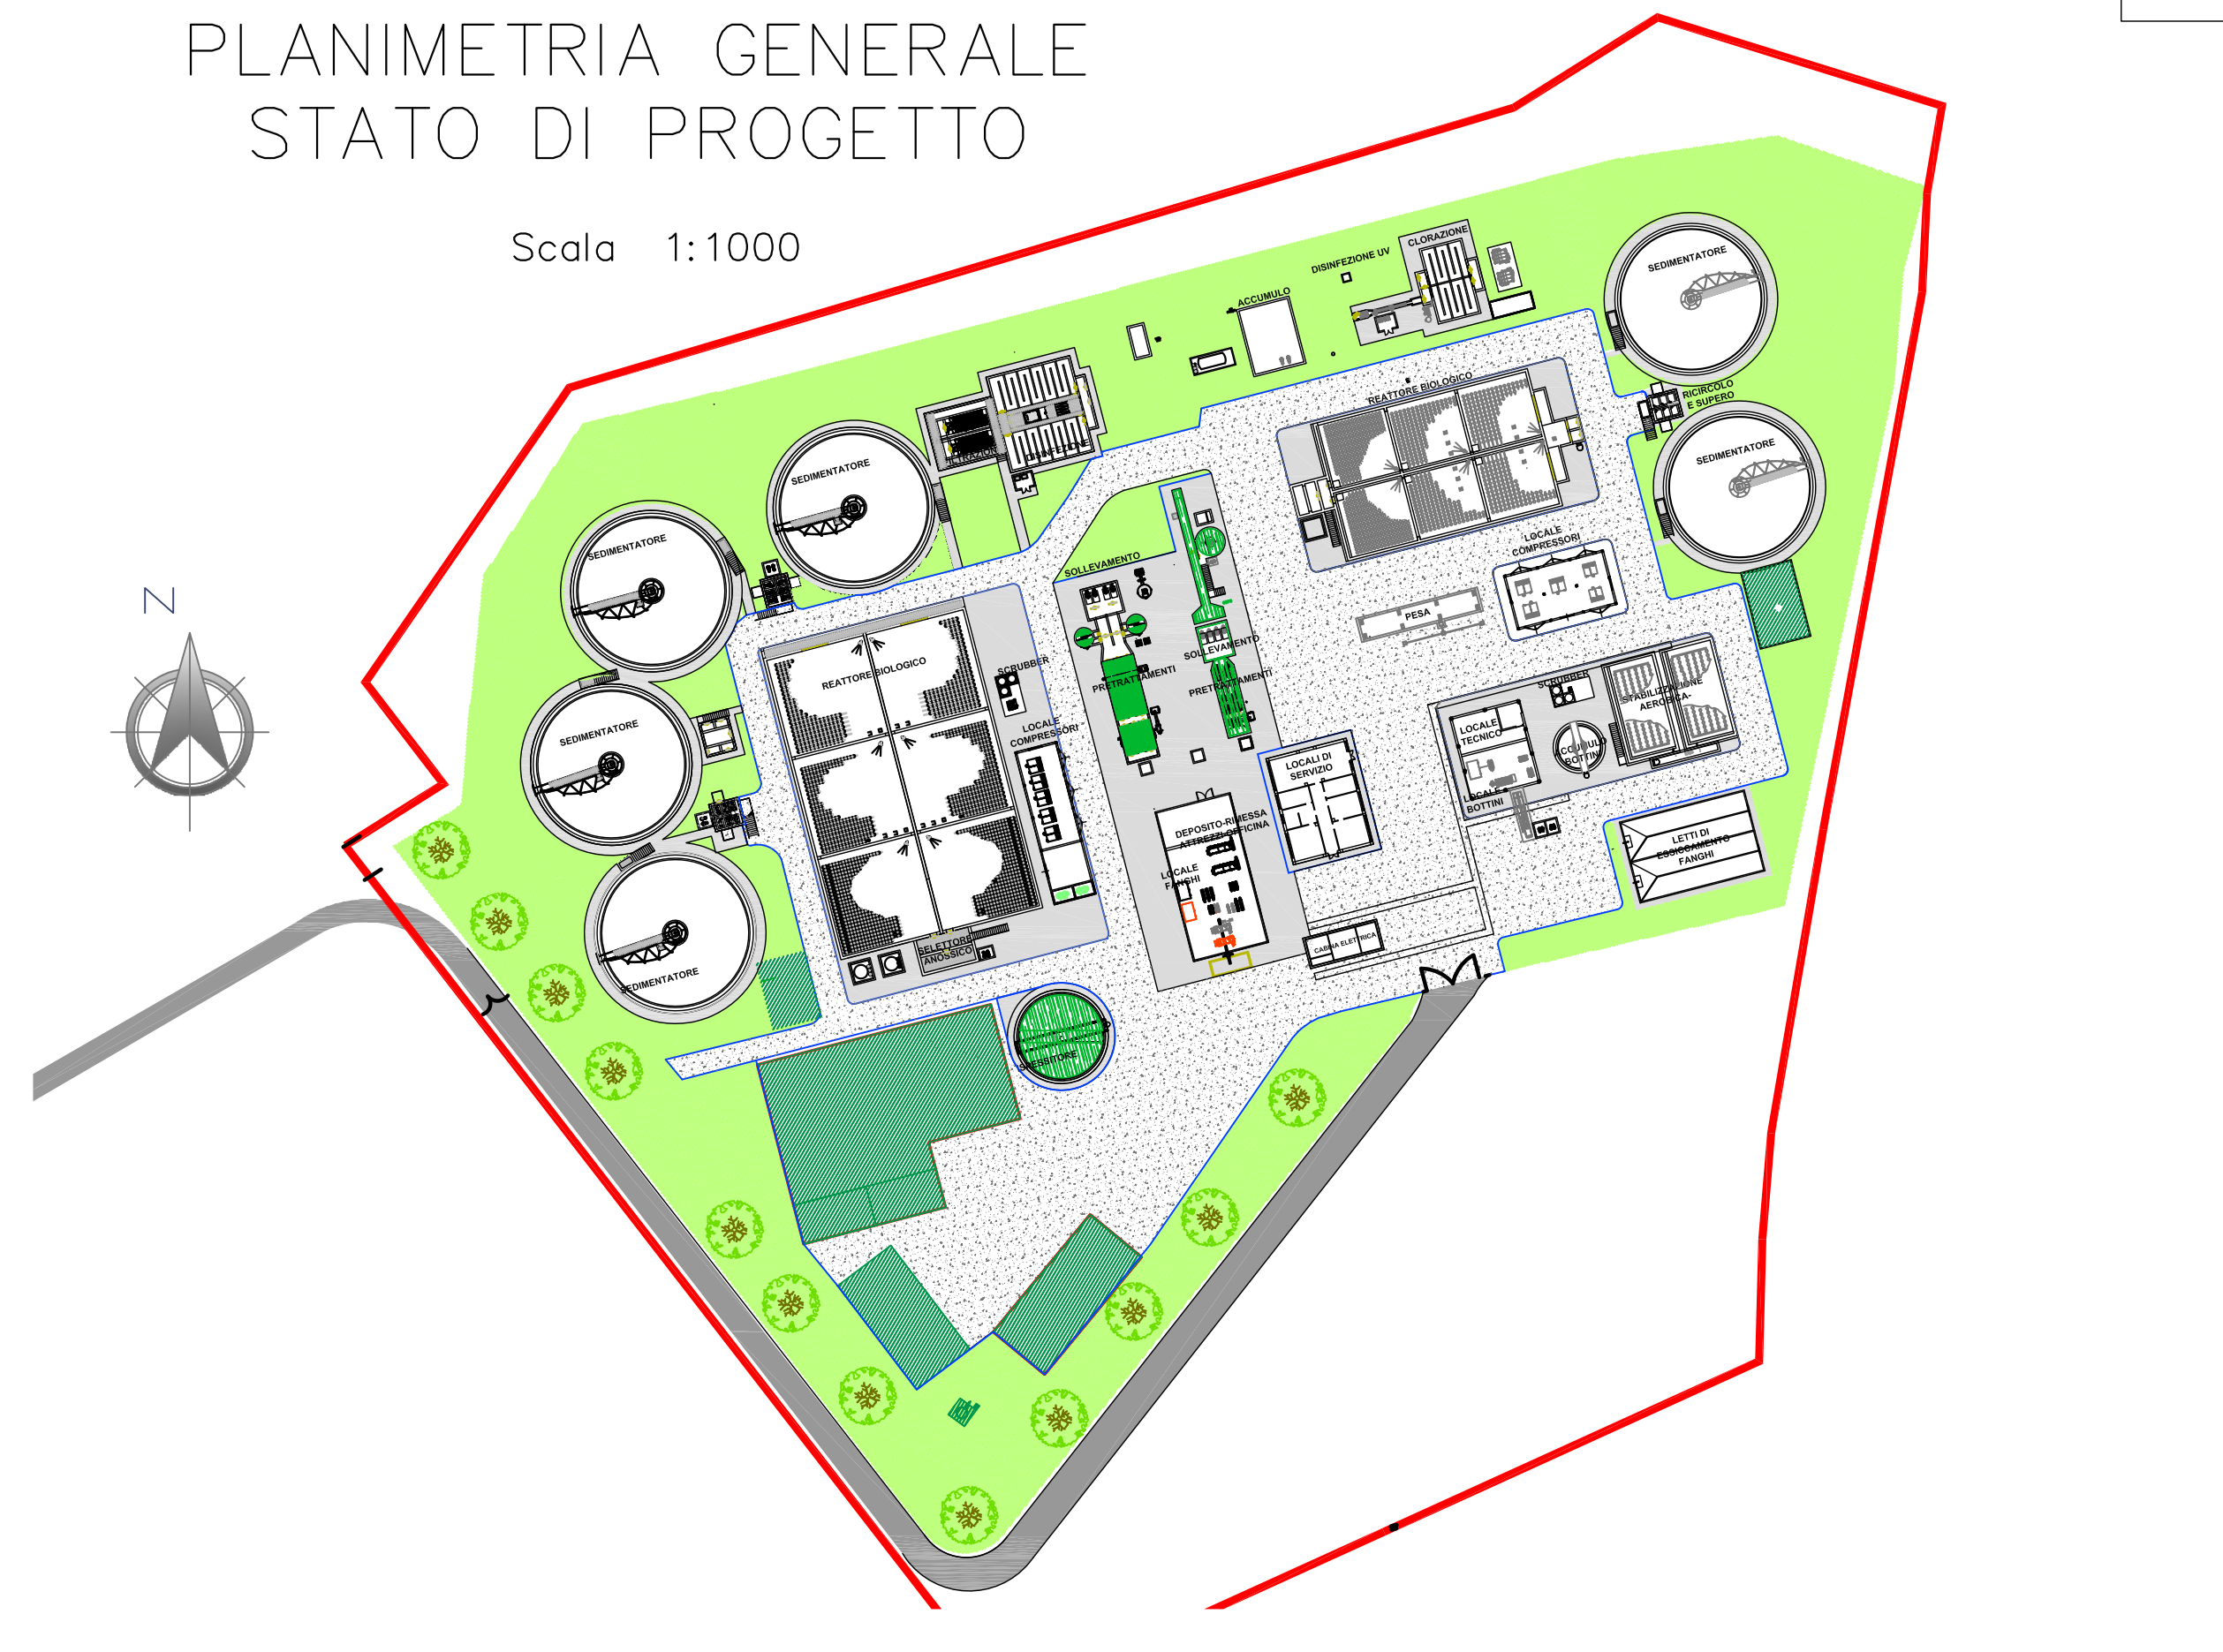 PLANIMETRIA GENERALE
STATO DI PROGETTO
Scala 1:1000
N
CLORAZIONE
DISINFEZIONE UV
SEDIMENTATORE
ACCUMULO
REATTORE BIOLOGICO
RICIRCOLO
E SUPERO
SEDIMENTATORE
DISINFEZIONE
SEDIMENTATORE
SEDIMENTATORE
LOCALE
COMPRESSORI
SOLLEVAMENTO
PESA
SOLLEVAMENTO
PRETRATTAMENTI
PRETRATTAMENTI
REATTORE BIOLOGICO
SCRUBBER
SCRUBBER
STABILIZZAZIONE
AEROBICA-
LOCALE
COMPRESSORI
SEDIMENTATORE
LOCALE
TECNICO
ACCUMULO
BOTTINI
LOCALI DI
SERVIZIO
LOCALE
BOTTINI
DEPOSITO-RIMESSA
ATTREZZI-OFFICINA
LETTI DI
ESSICCAMENTO
FANGHI
LOCALE
FANGHI
SELETTORE
ANOSSICO
CABINA ELETTRICA
SEDIMENTATORE